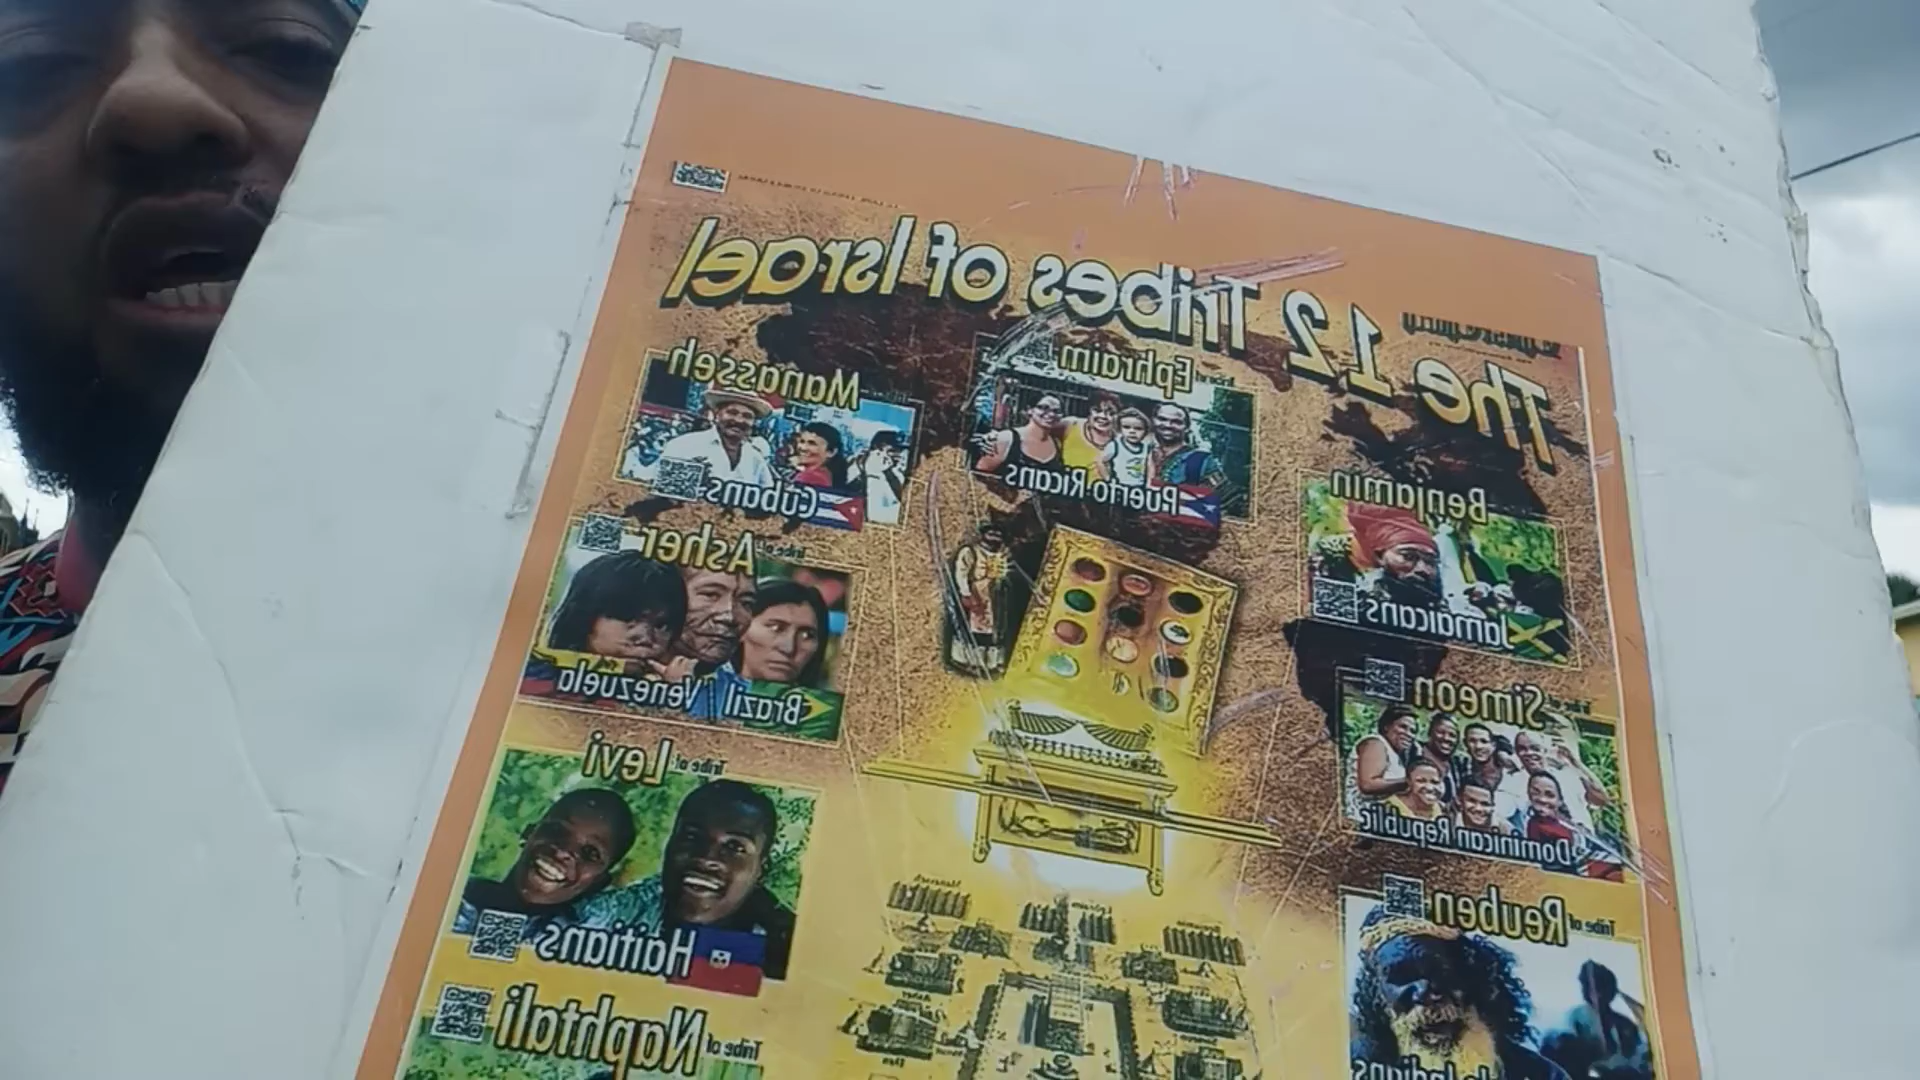 The 12 Tribes of Israel
Benjamin
Jamaicans
Ephraim
Puerto Ricans
Manasseh
Cubans
Simeon
Dominican Republic
Tribe of Asher
Brazil / Venezuela
Tribe of Reuben
Indians
Tribe of Levi
Haitians
Tribe of Naphtali